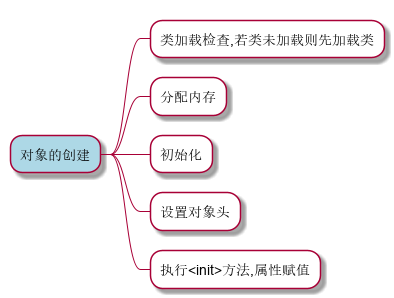 类加载检查,若类未加载则先加载类
分配内存
对象的创建
初始化
设置对象头
执行<init>方法,属性赋值